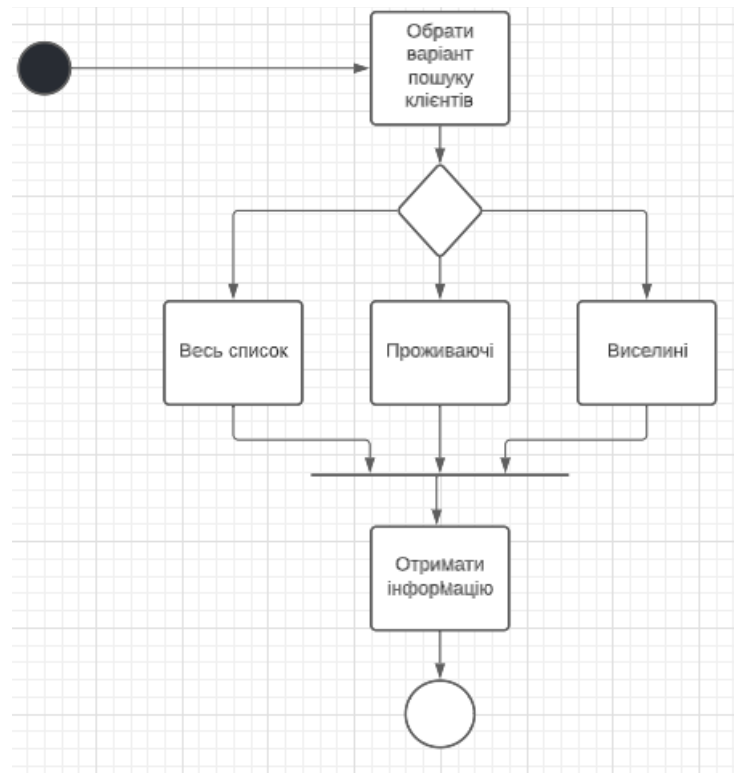 Обрати
варіант
пошуку
клієнтів
Весь список
Проживаючі
Виселині
Отримати
інформацію